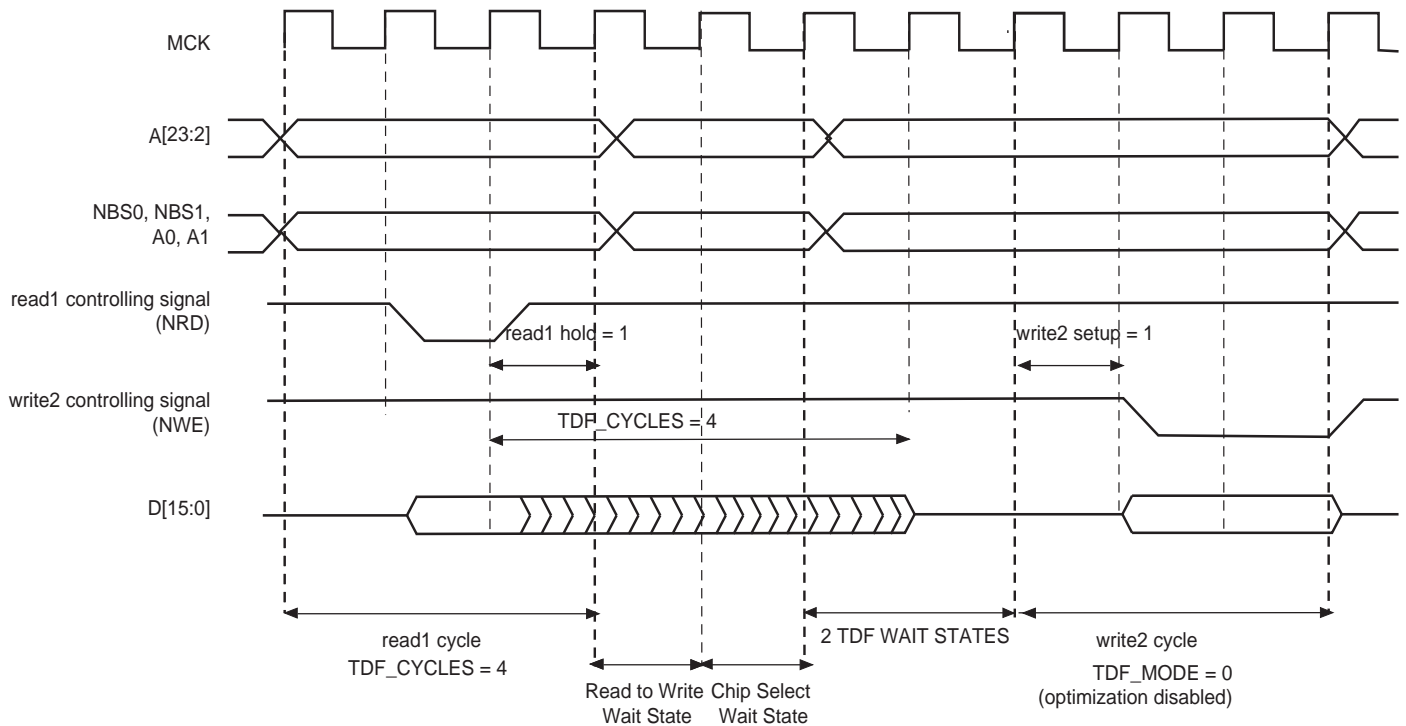 MCK
A[23:2]
NBS0, NBS1,
A0, A1
read1 controlling signal
(NRD)
read1 hold = 1
write2 setup = 1
write2 controlling signal
(NWE)
TDF_CYCLES = 4
D[15:0]
read1 cycle
TDF_CYCLES = 4
Read to Write
Wait State
Chip Select
Wait State
2 TDF WAIT STATES
write2 cycle
TDF_MODE = 0
(optimization disabled)